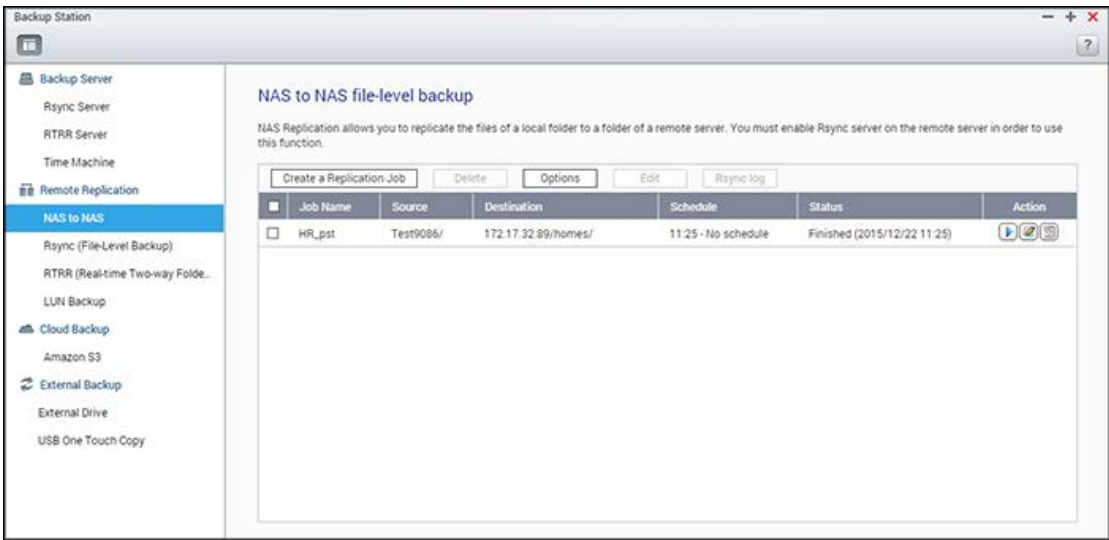 Backup Station
?
Backup Server
Rsync Server
RTRR Server
Time Machine
Remote Replication
NAS to NAS
Rsync (File-Level Backup)
RTRR (Real-time Two-way Folde...
LUN Backup
Cloud Backup
Amazon S3
External Backup
External Drive
USB One Touch Copy
NAS to NAS file-level backup
NAS Replication allows you to replicate the files of a local folder to a folder of a remote server. You must enable Rsync server on the remote server in order to use
this function.
Create a Replication Job Delete Options Edit Rsync log
Job Name Source Destination Schedule Status Action
HR_pst Test9086/ 172.17.32.89/homes/ 11:25 - No schedule Finished (2015/12/22 11:25)